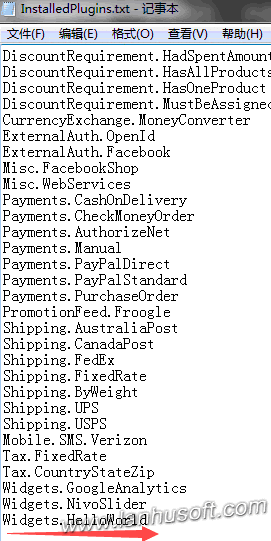 InstalledPlugins.txt - 记事本
文件(F) 编辑(E) 格式(O) 查看(V) 帮助(H)
DiscountRequirement.HadSpentAmount
DiscountRequirement.HasAllProducts
DiscountRequirement.HasOneProduct
DiscountRequirement.MustBeAssigned
CurrencyExchange.MoneyConverter
ExternalAuth.OpenId
ExternalAuth.Facebook
Misc.FacebookShop
Misc.WebServices
Payments.CashOnDelivery
Payments.CheckMoneyOrder
Payments.AuthorizeNet
Payments.Manual
Payments.PayPalDirect
Payments.PayPalStandard
Payments.PurchaseOrder
PromotionFeed.Froogle
Shipping.AustraliaPost
Shipping.CanadaPost
Shipping.FedEx
Shipping.FixedRate
Shipping.ByWeight
Shipping.UPS
Shipping.USPS
Mobile.SMS.Verizon
Tax.FixedRate
Tax.CountryStateZip
Widgets.GoogleAnalytics
Widgets.NivoSlider
Widgets.HelloWorld
www.lanhusoft.com